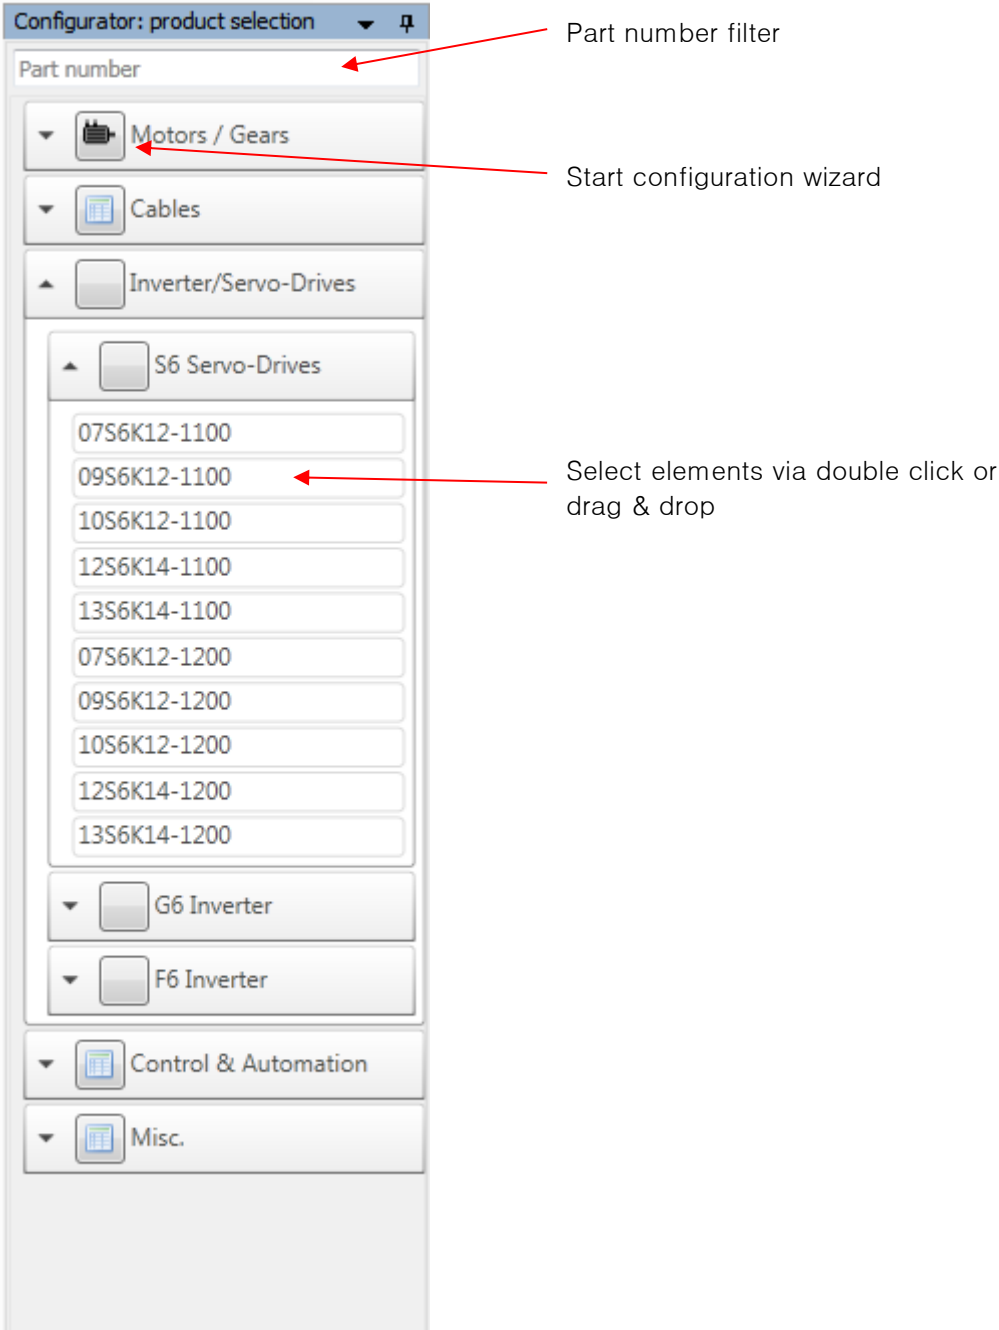 Configurator: product selection
Part number filter
Part number
Motors / Gears
Start configuration wizard
Cables
Inverter/Servo-Drives
S6 Servo-Drives
07S6K12-1100
09S6K12-1100
Select elements via double click or
drag & drop
10S6K12-1100
12S6K14-1100
13S6K14-1100
07S6K12-1200
09S6K12-1200
10S6K12-1200
12S6K14-1200
13S6K14-1200
G6 Inverter
F6 Inverter
Control & Automation
Misc.